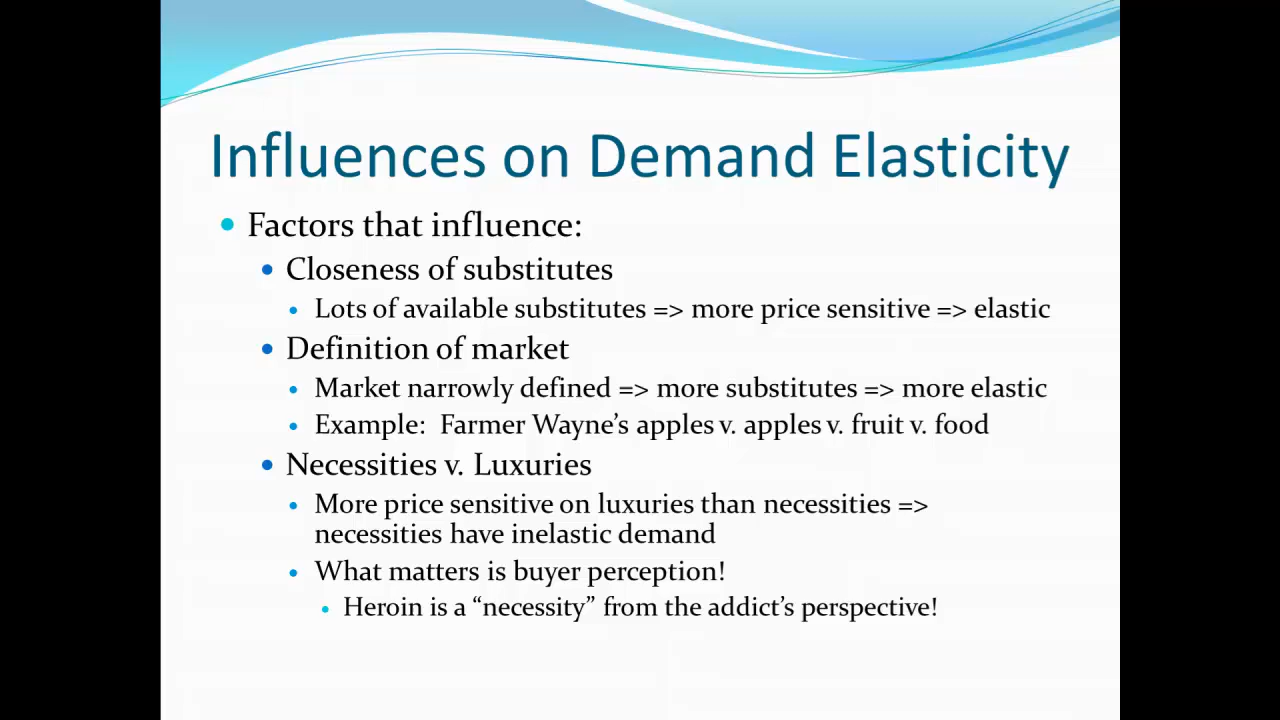 Influences on Demand Elasticity
Factors that influence:
Closeness of substitutes
Lots of available substitutes => more price sensitive => elastic
Definition of market
Market narrowly defined => more substitutes => more elastic
Example:  Farmer Wayne’s apples v. apples v. fruit v. food
Necessities v. Luxuries
More price sensitive on luxuries than necessities =>
necessities have inelastic demand
What matters is buyer perception!
Heroin is a “necessity” from the addict’s perspective!